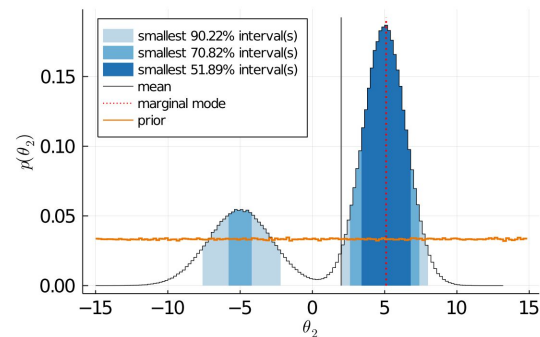 smallest 90.22% interval(s)
smallest 70.82% interval(s)
smallest 51.89% interval(s)
mean
marginal mode
prior
p(θ₂)
0.15
0.10
0.05
0.00
−15 −10 −5 0 5 10 15
θ₂